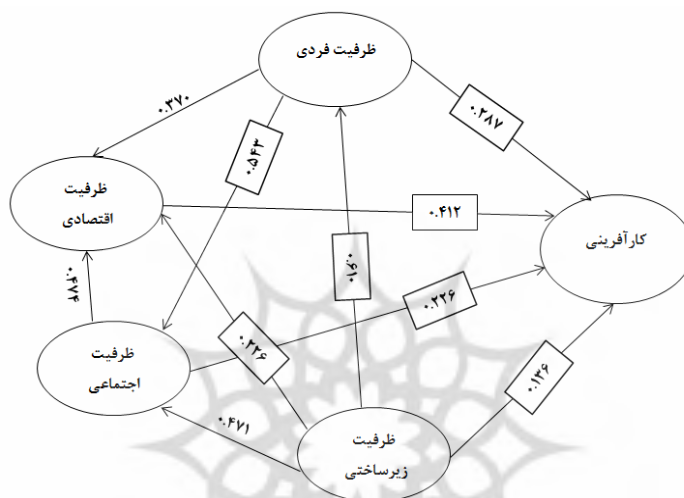 ظرفیت فردی
۰.۳۷۰
۰.۵۴۳
۰.۲۸۷
ظرفیت
اقتصادی
۰.۴۱۲
کارآفرینی
۰.۶۱۰
۰.۴۷۴
۰.۲۲۶
ظرفیت
اجتماعی
۰.۲۲۶
۰.۱۳۶
۰.۴۷۱
ظرفیت
زیرساختی